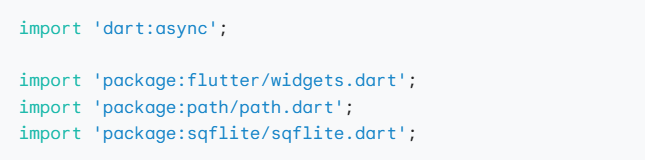 import 'dart:async';
import 'package:flutter/widgets.dart';
import 'package:path/path.dart';
import 'package:sqflite/sqflite.dart';